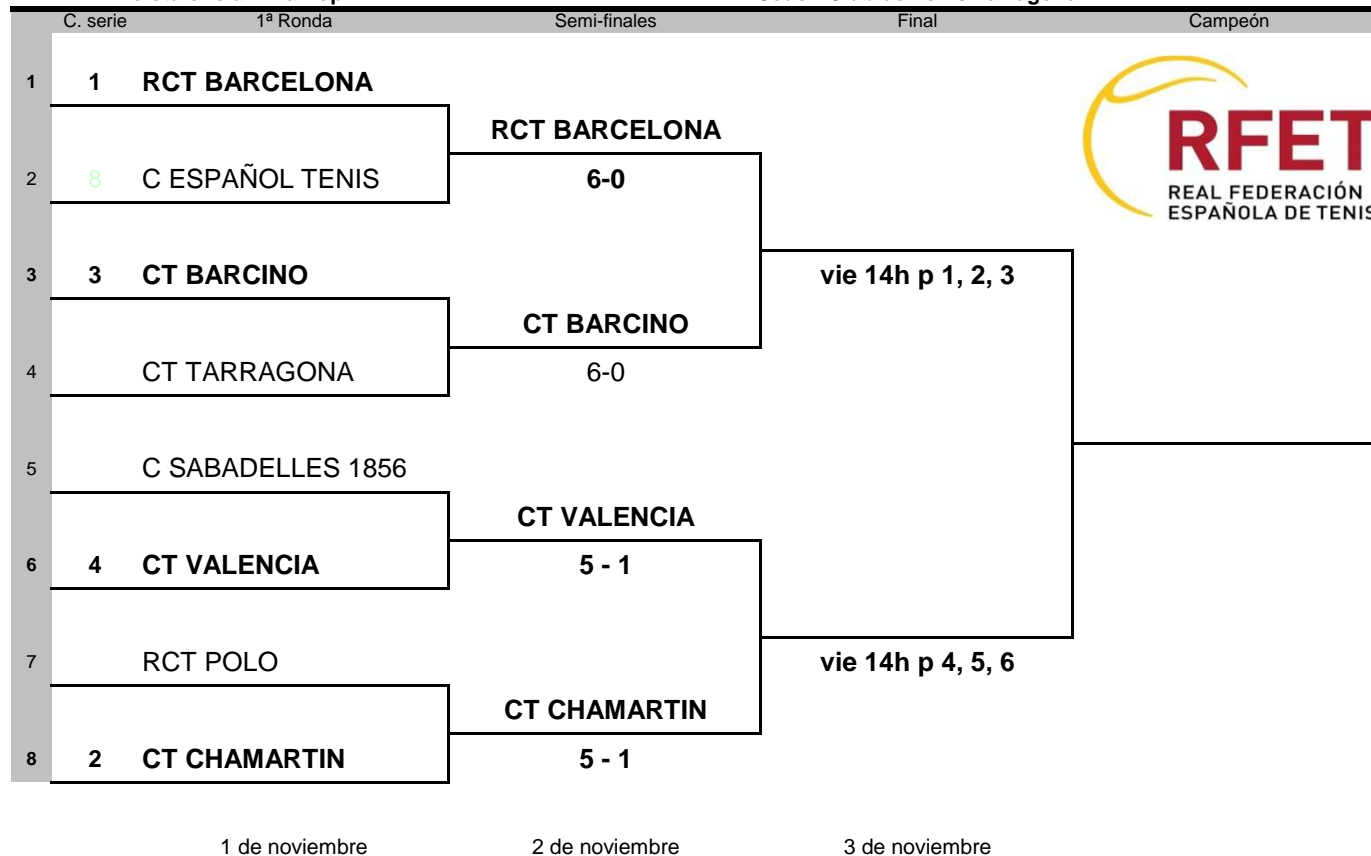 C. serie 1ª Ronda Semi-finales Final Campeón
1 1 RCT BARCELONA
RCT BARCELONA
2 8 C ESPAÑOL TENIS 6-0
3 3 CT BARCINO vie 14h p 1, 2, 3
CT BARCINO
4 CT TARRAGONA 6-0
5 C SABADELLES 1856
CT VALENCIA
6 4 CT VALENCIA 5 - 1
7 RCT POLO vie 14h p 4, 5, 6
CT CHAMARTIN
8 2 CT CHAMARTIN 5 - 1
1 de noviembre 2 de noviembre 3 de noviembre
RFET
REAL FEDERACIÓN
ESPAÑOLA DE TENIS